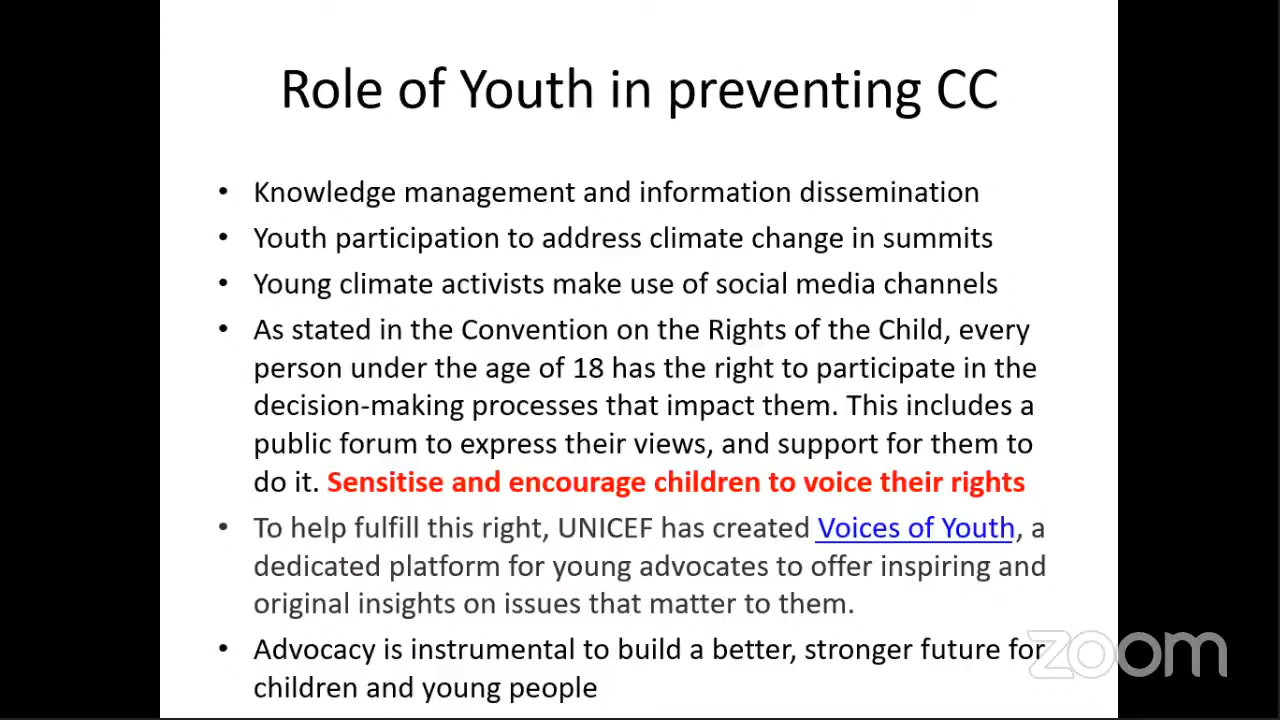 Role of Youth in preventing CC
• Knowledge management and information dissemination
• Youth participation to address climate change in summits
• Young climate activists make use of social media channels
• As stated in the Convention on the Rights of the Child, every
person under the age of 18 has the right to participate in the
decision-making processes that impact them. This includes a
public forum to express their views, and support for them to
do it. Sensitise and encourage children to voice their rights
• To help fulfill this right, UNICEF has created Voices of Youth, a
dedicated platform for young advocates to offer inspiring and
original insights on issues that matter to them.
• Advocacy is instrumental to build a better, stronger future for
children and young people
zoom